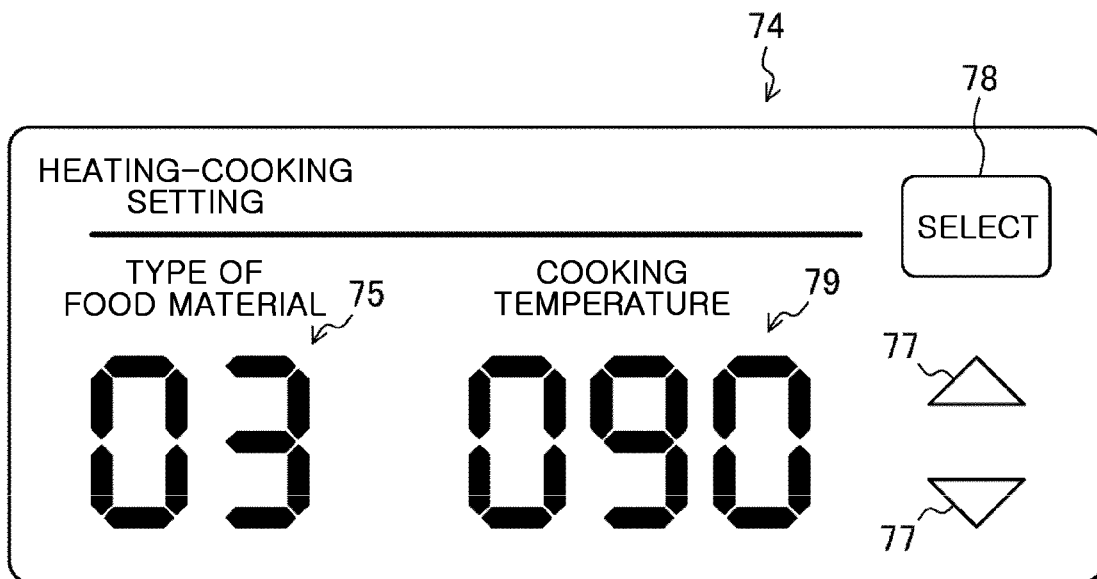 74
78
HEATING-COOKING
SETTING
SELECT
TYPE OF
FOOD MATERIAL
75
COOKING
TEMPERATURE
79
03
090
77
77